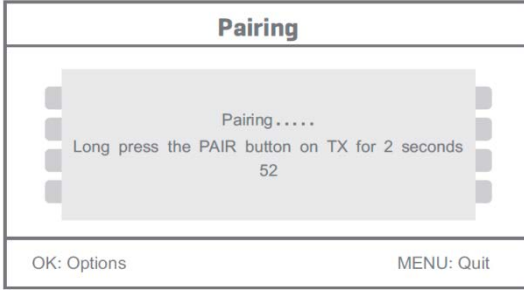 Pairing
Pairing.....
Long press the PAIR button on TX for 2 seconds
52
OK: Options
MENU: Quit